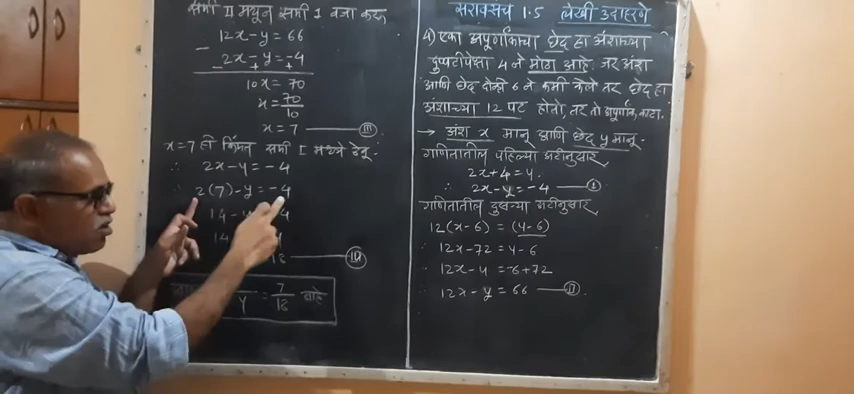 समी II मधून समी I वजा करू
12x - y = 66
2x - y = -4
- + +
10x = 70
x = 70/10
x = 7 —— III
x = 7 ही किंमत समी I मध्ये ठेवू
∴ 2x - y = -4
∴ 2(7) - y = -4
14 - 4
14
18 —— IV
y = 7/18 आहे
सरावसंच 1.5 लेखी उदाहरणे
4) एका अपूर्णांकाचा छेद हा अंशाच्या
दुप्पटीपेक्षा 4 ने मोठा आहे. जर अंश
आणि छेद दोन्ही 6 ने कमी केले तर छेद हा
अंशाच्या 12 पट होतो, तर तो अपूर्णांक काढा.
→ अंश x मानू आणि छेद y मानू.
गणितातील पहिल्या अटीनुसार
2x + 4 = y.
∴ 2x - y = -4 —— I
गणितातील दुसऱ्या अटीनुसार
12(x - 6) = (y - 6)
∴ 12x - 72 = y - 6
∴ 12x - y = -6 + 72
∴ 12x - y = 66 —— II